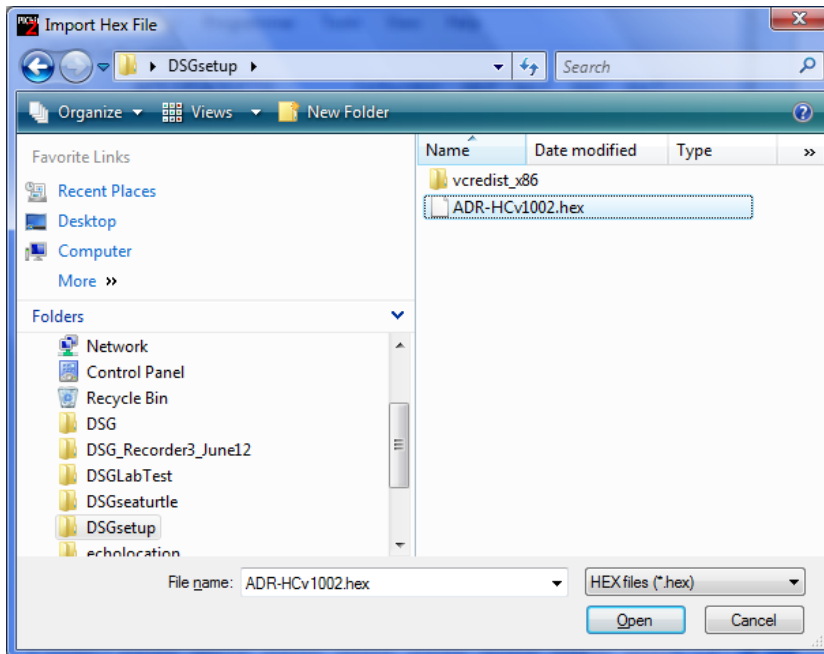 Import Hex File
DSGsetup
Search
Organize Views New Folder
Favorite Links
Recent Places
Desktop
Computer
More »
Folders
Network
Control Panel
Recycle Bin
DSG
DSG_Recorder3_June12
DSGLabTest
DSGseaturtle
DSGsetup
echolocation
Name Date modified Type »
vcredist_x86
ADR-HCv1002.hex
File name: ADR-HCv1002.hex
HEX files (*.hex)
Open Cancel